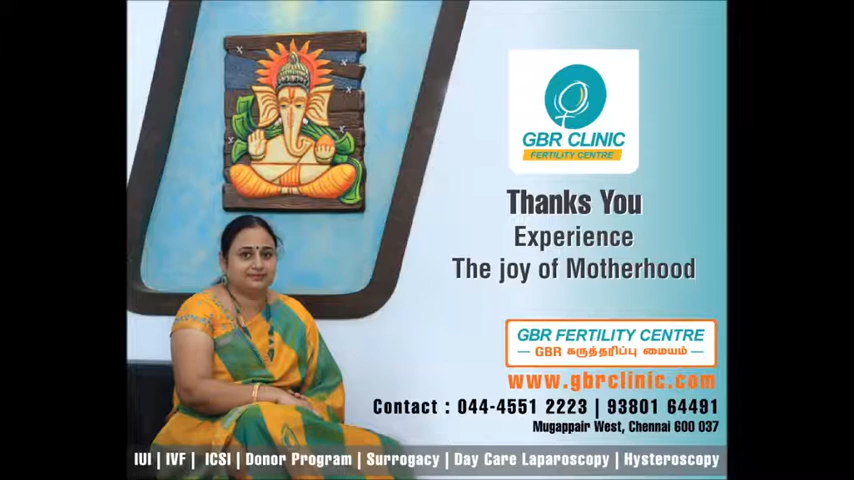 GBR CLINIC
FERTILITY CENTRE
Thanks You
Experience
The joy of Motherhood
GBR FERTILITY CENTRE
GBR கருத்தரிப்பு மையம்
www.gbrclinic.com
Contact : 044-4551 2223 | 93801 64491
Mugappair West, Chennai 600 037
IUI | IVF | ICSI | Donor Program | Surrogacy | Day Care Laparoscopy | Hysteroscopy